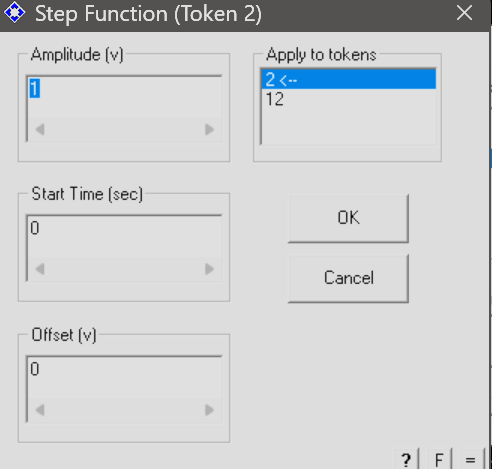 Step Function (Token 2)
Amplitude (v)
1
Apply to tokens
2 <--
12
Start Time (sec)
0
OK
Cancel
Offset (v)
0
? F =